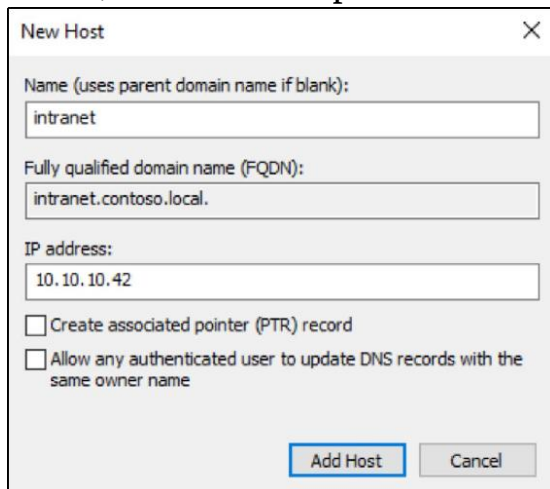 New Host
Name (uses parent domain name if blank):
intranet
Fully qualified domain name (FQDN):
intranet.contoso.local.
IP address:
10.10.10.42
Create associated pointer (PTR) record
Allow any authenticated user to update DNS records with the
same owner name
Add Host Cancel